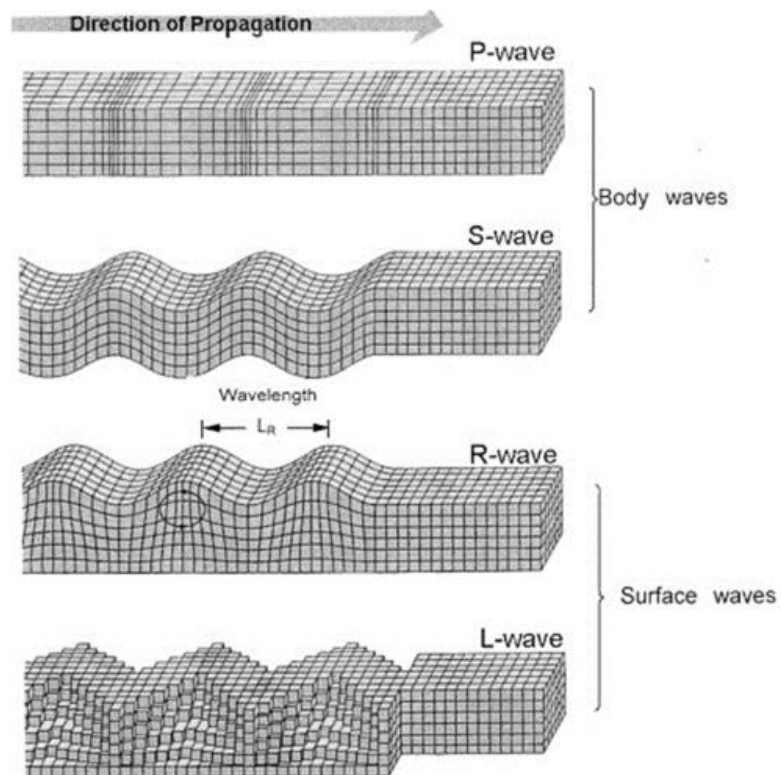 Direction of Propagation
P-wave
Body waves
S-wave
Wavelength
L_R
R-wave
Surface waves
L-wave